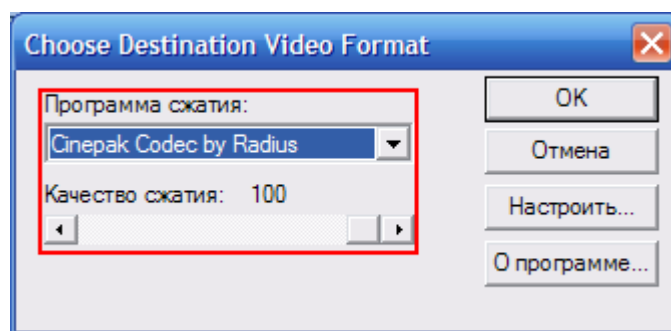 Choose Destination Video Format
Программа сжатия:
Cinepak Codec by Radius
Качество сжатия: 100
OK
Отмена
Настроить...
О программе...